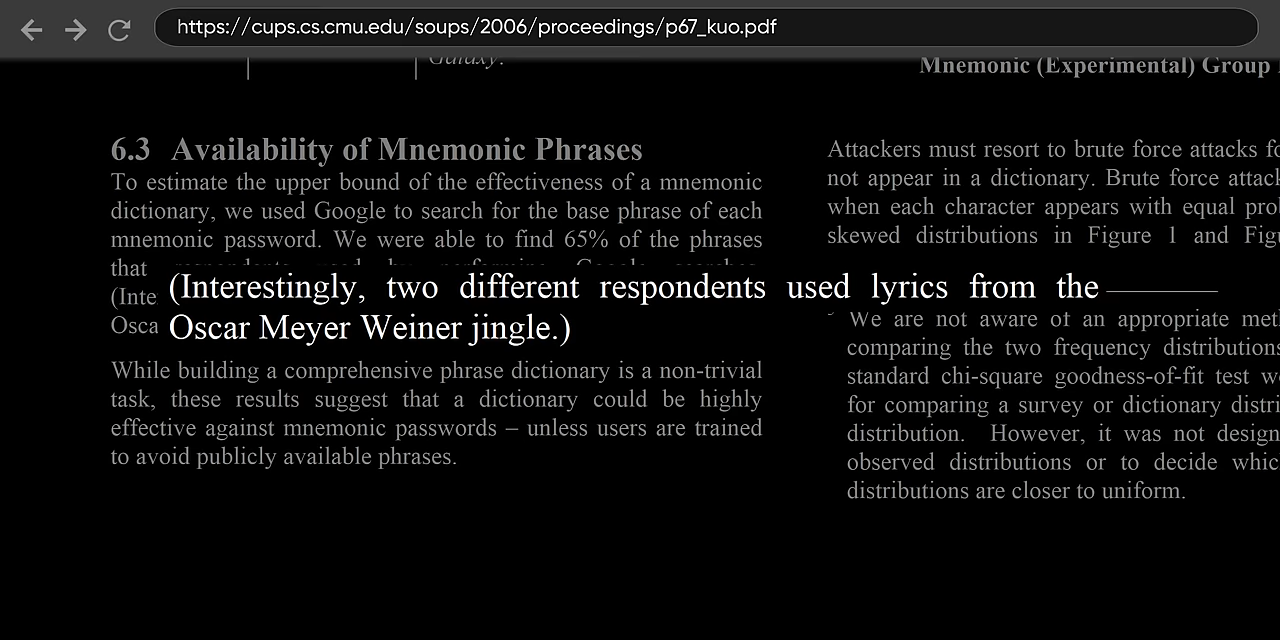 https://cups.cs.cmu.edu/soups/2006/proceedings/p67_kuo.pdf
Galaxy.
Mnemonic (Experimental) Group
6.3 Availability of Mnemonic Phrases
To estimate the upper bound of the effectiveness of a mnemonic
dictionary, we used Google to search for the base phrase of each
mnemonic password. We were able to find 65% of the phrases
that respondents used by performing Google searches.
(Interestingly, two different respondents used lyrics from the
Oscar Meyer Weiner jingle.)
While building a comprehensive phrase dictionary is a non-trivial
task, these results suggest that a dictionary could be highly
effective against mnemonic passwords – unless users are trained
to avoid publicly available phrases.
Attackers must resort to brute force attacks
not appear in a dictionary. Brute force
when each character appears with equal
skewed distributions in Figure 1 and
We are not aware of an appropriate
comparing the two frequency distributions
standard chi-square goodness-of-fit test
for comparing a survey or dictionary
distribution. However, it was not
observed distributions or to decide
distributions are closer to uniform.